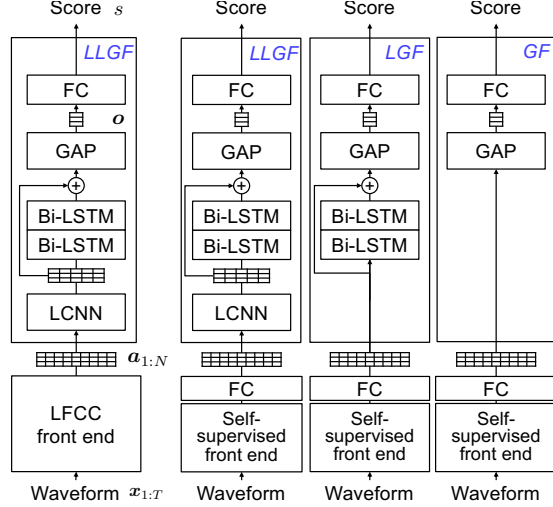 Score s
LLGF
FC
o
GAP
+
Bi-LSTM
Bi-LSTM
LCNN
a1:N
LFCC
front end
Waveform x1:T
Score
LLGF
FC
GAP
+
Bi-LSTM
Bi-LSTM
LCNN
FC
Self-
supervised
front end
Waveform
Score
LGF
FC
GAP
+
Bi-LSTM
Bi-LSTM
FC
Self-
supervised
front end
Waveform
Score
GF
FC
GAP
FC
Self-
supervised
front end
Waveform